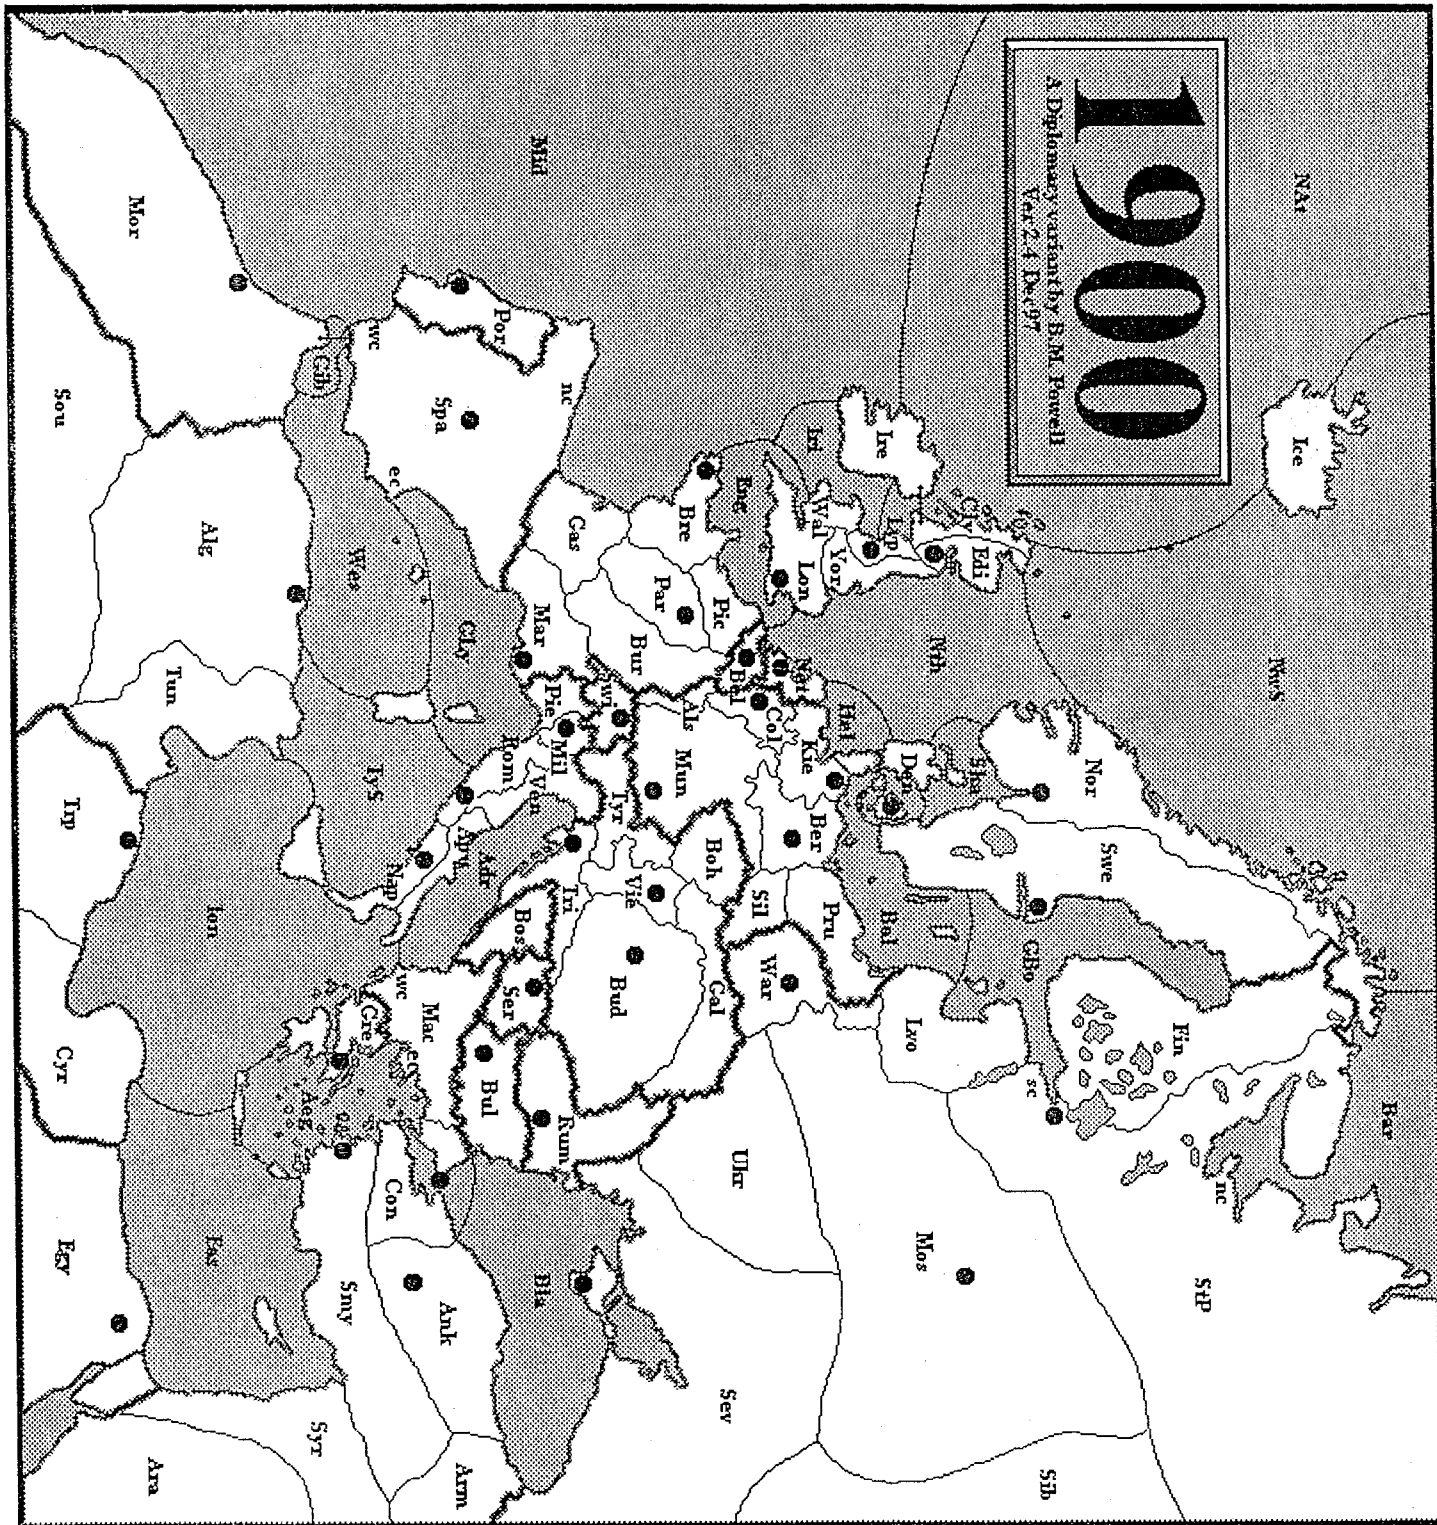 1900
A Diplomacy variant by B.M. Powell
Ver 2.4 Dec 97
NAt
Ice
NwS
Bar
Mid
Ire
Iri
Cly
Edi
Lvp
Yor
Wal
Lon
Eng
Nth
Nor
Swe
Ska
Den
Hel
Fin
GBo
StP
nc
sc
Bal
Lvo
Mos
Sib
Net
Bel
Col
Kie
Ber
Pru
Sil
War
Ukr
Sev
Bre
Pic
Par
Gas
Bur
Als
Mun
Boh
Gal
Vie
Bud
Tyr
Tri
Swi
Mar
Pie
Mil
Ven
Rom
Apu
Nap
Adr
Bos
Ser
Rum
Bul
Mac
wc
ec
Gre
Por
Spa
nc
wc
ec
Gib
GLy
Wes
TyS
Ion
Aeg
Bla
Con
Ank
Smy
Arm
Syr
Eas
Mor
Sou
Alg
Tun
Trp
Cyr
Egy
Ara